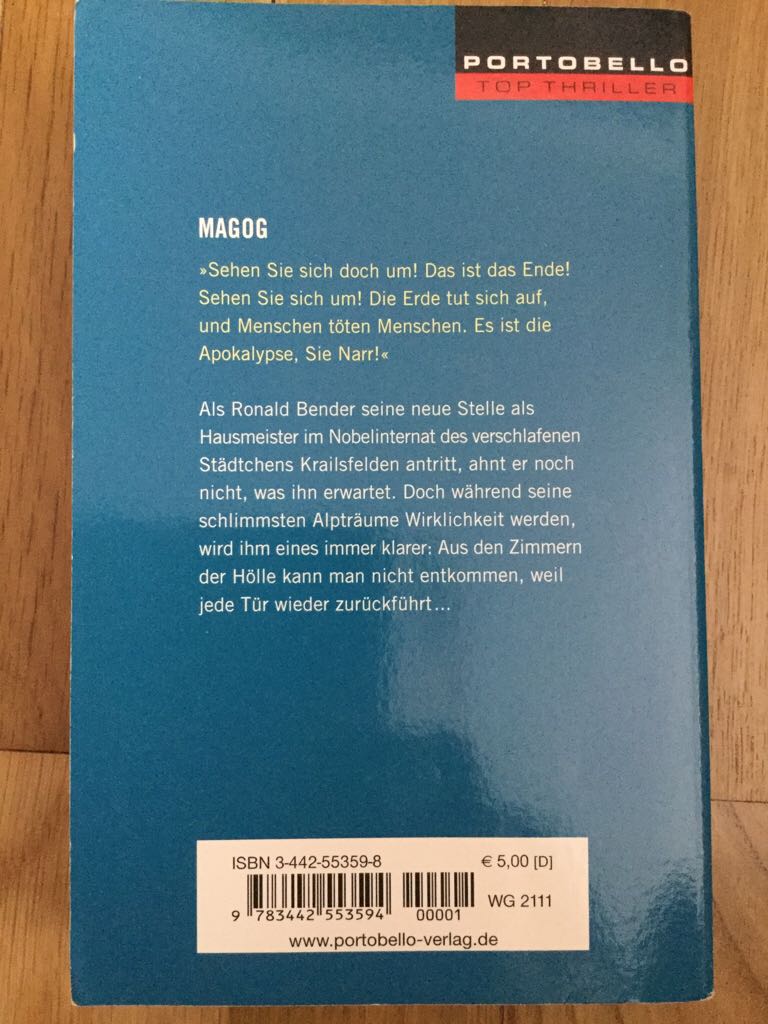 PORTOBELLO
TOP THRILLER
MAGOG
»Sehen Sie sich doch um! Das ist das Ende!
Sehen Sie sich um! Die Erde tut sich auf,
und Menschen töten Menschen. Es ist die
Apokalypse, Sie Narr!«
Als Ronald Bender seine neue Stelle als
Hausmeister im Nobelinternat des verschlafenen
Städtchens Krailsfelden antritt, ahnt er noch
nicht, was ihn erwartet. Doch während seine
schlimmsten Alpträume Wirklichkeit werden,
wird ihm eines immer klarer: Aus den Zimmern
der Hölle kann man nicht entkommen, weil
jede Tür wieder zurückführt...
ISBN 3-442-55359-8 € 5,00 [D]
9 783442 553594 00001 WG 2111
www.portobello-verlag.de